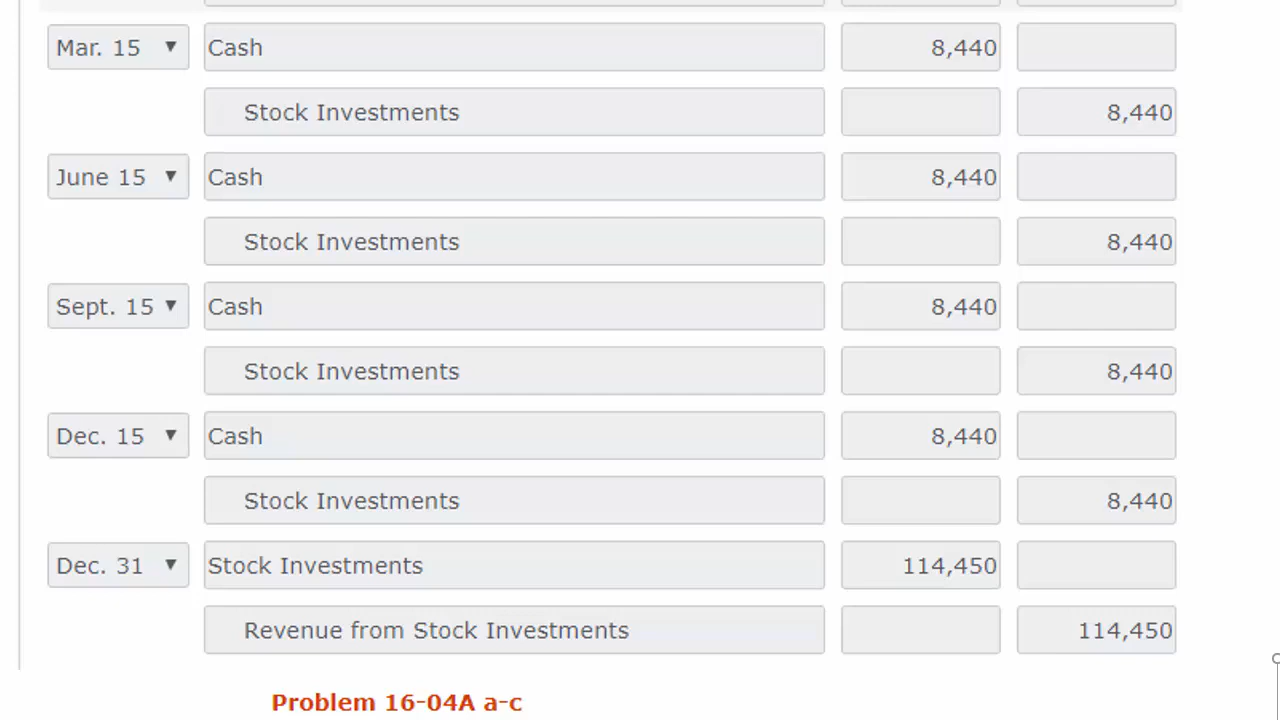 Mar. 15 ▼ Cash 8,440
Stock Investments 8,440
June 15 ▼ Cash 8,440
Stock Investments 8,440
Sept. 15 ▼ Cash 8,440
Stock Investments 8,440
Dec. 15 ▼ Cash 8,440
Stock Investments 8,440
Dec. 31 ▼ Stock Investments 114,450
Revenue from Stock Investments 114,450
Problem 16-04A a-c